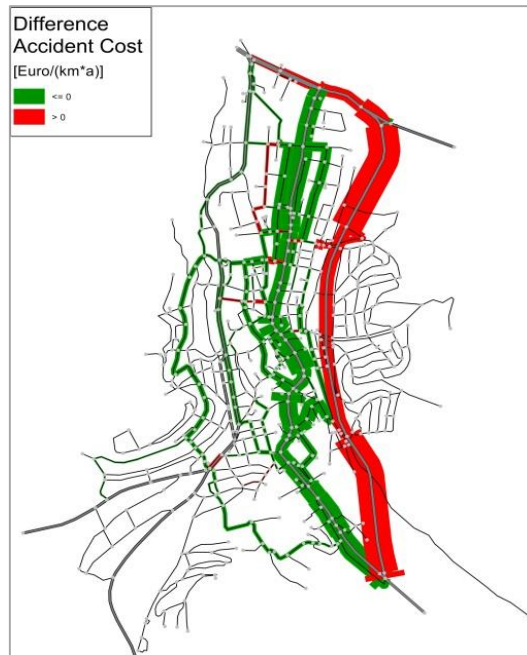 Difference
Accident Cost
[Euro/(km*a)]
<= 0
> 0